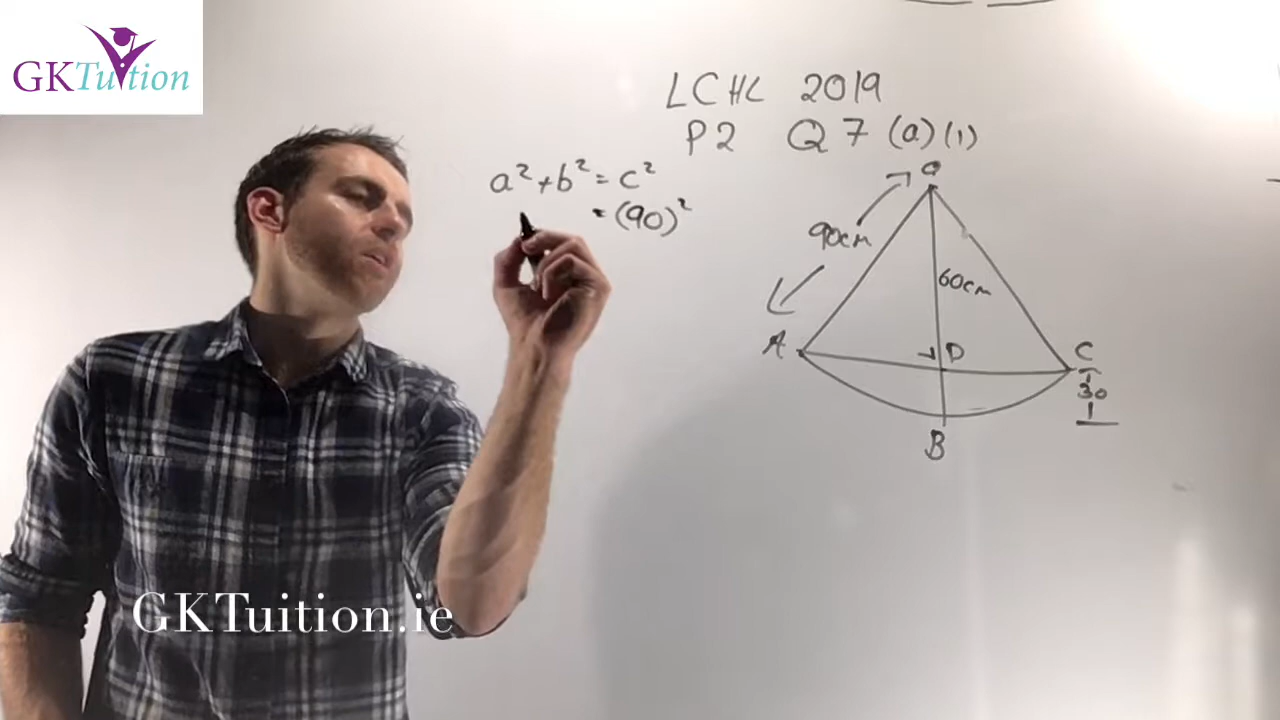 GKTuition
LCHL 2019
P2 Q7 (a)(1)
a² + b² = c²
= (90)²
O
90cm
60cm
A
D
C
30
B
GKTuition.ie